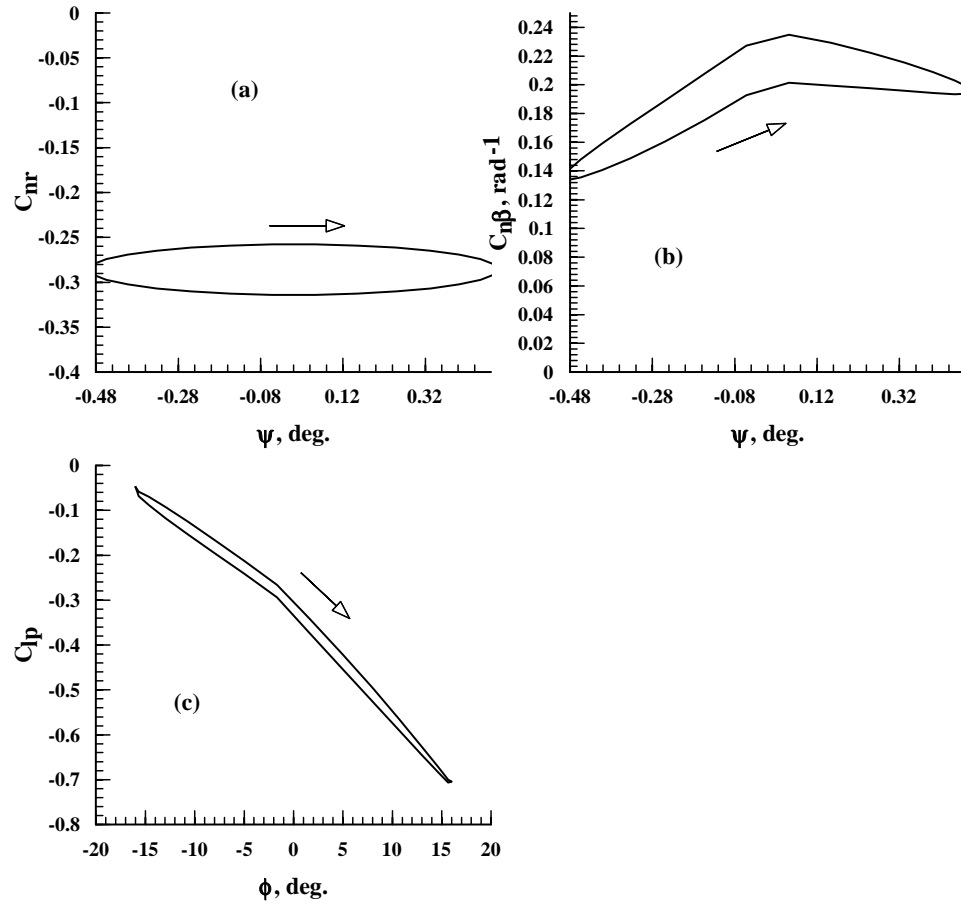 0
-0.05
-0.1
-0.15
-0.2
-0.25
-0.3
-0.35
-0.4
Cnr
(a)
-0.48 -0.28 -0.08 0.12 0.32
ψ, deg.
0.24
0.22
0.2
0.18
0.16
0.14
0.12
0.1
0.08
0.06
0.04
0.02
0
Cnβ, rad-1
(b)
-0.48 -0.28 -0.08 0.12 0.32
ψ, deg.
0
-0.1
-0.2
-0.3
-0.4
-0.5
-0.6
-0.7
-0.8
Clp
(c)
-20 -15 -10 -5 0 5 10 15 20
ϕ, deg.